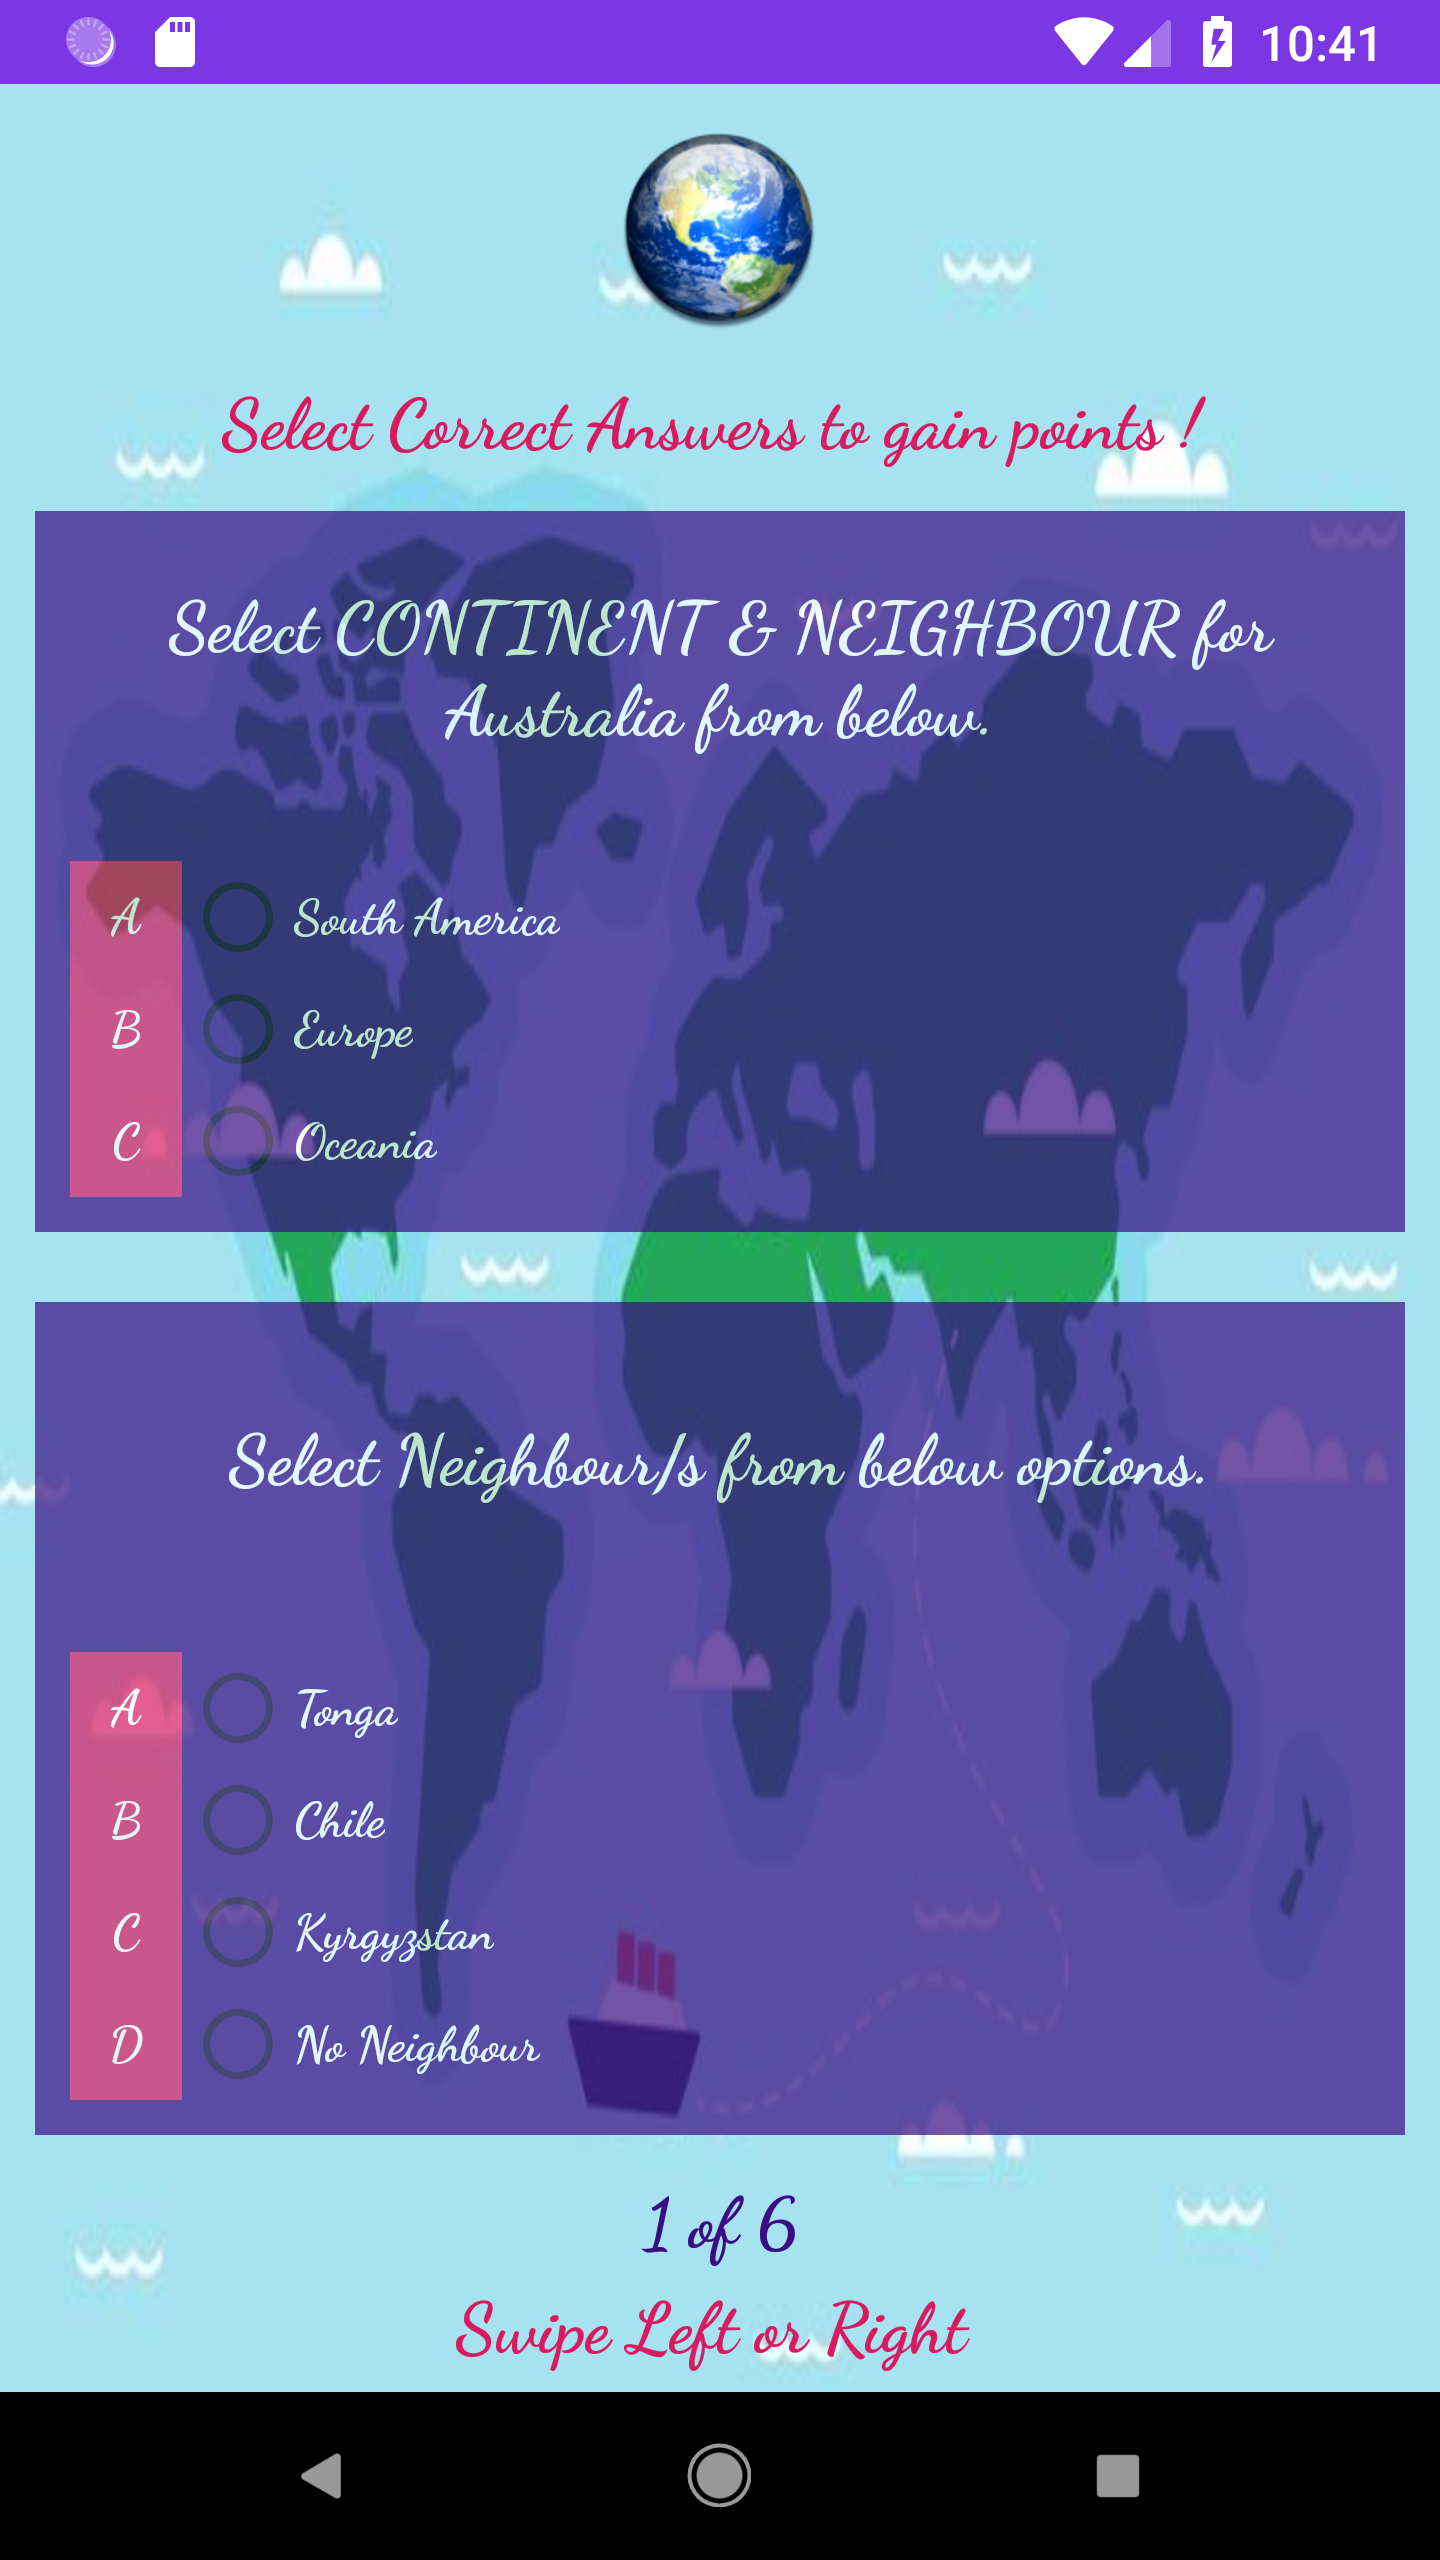 10:41
Select Correct Answers to gain points !
Select CONTINENT & NEIGHBOUR for
Australia from below.
A South America
B Europe
C Oceania
Select Neighbour/s from below options.
A Tonga
B Chile
C Kyrgyzstan
D No Neighbour
1 of 6
Swipe Left or Right